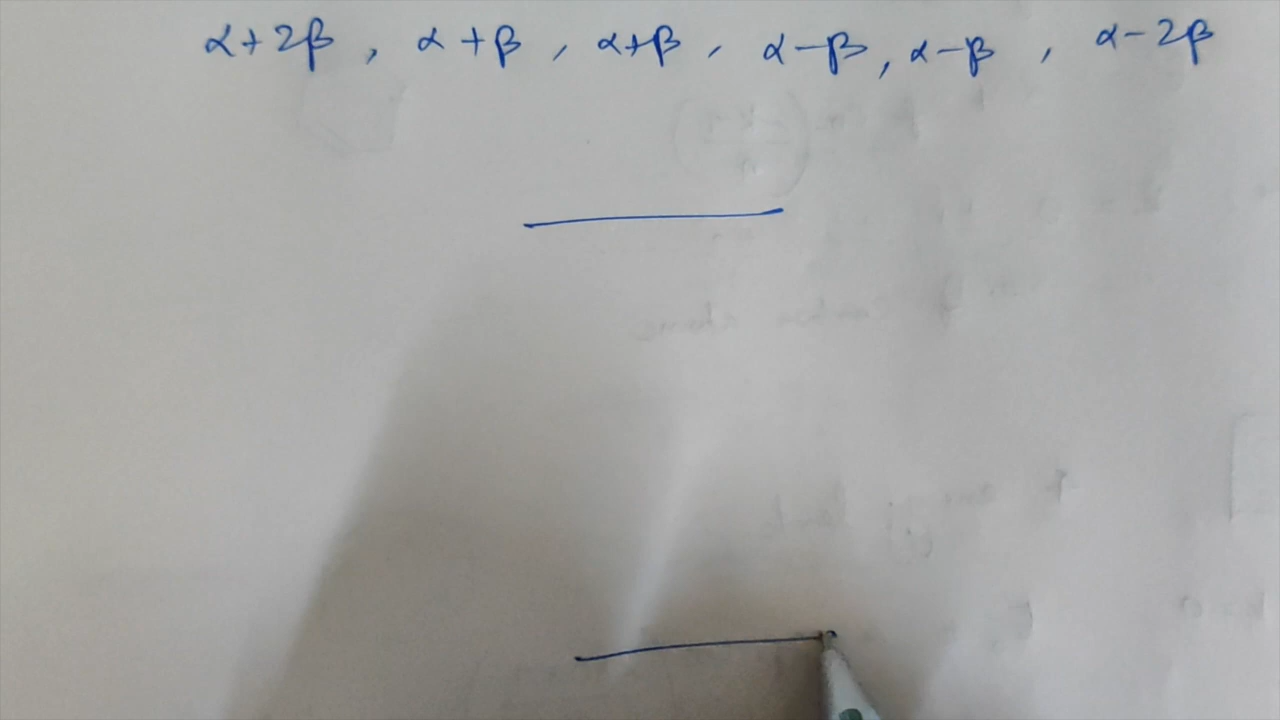 α+2β , α+β , α+β , α-β , α-β , α-2β